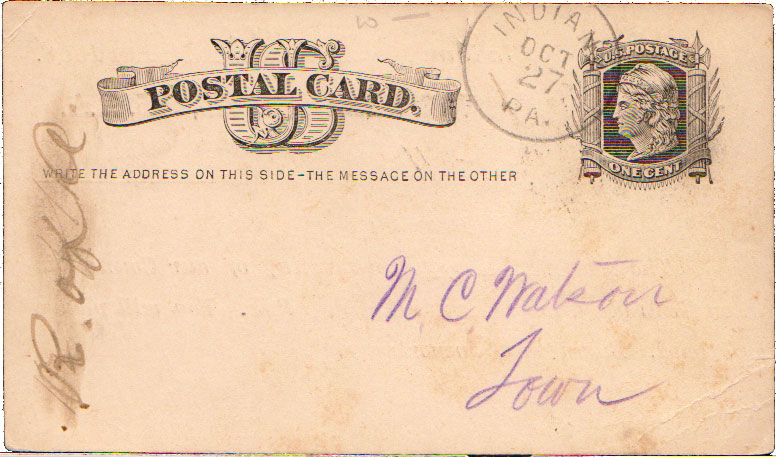 POSTAL CARD.
WRITE THE ADDRESS ON THIS SIDE–THE MESSAGE ON THE OTHER
INDIAN
OCT
27
PA.
U.S. POSTAGE
ONE CENT
M. C. Watson
Town